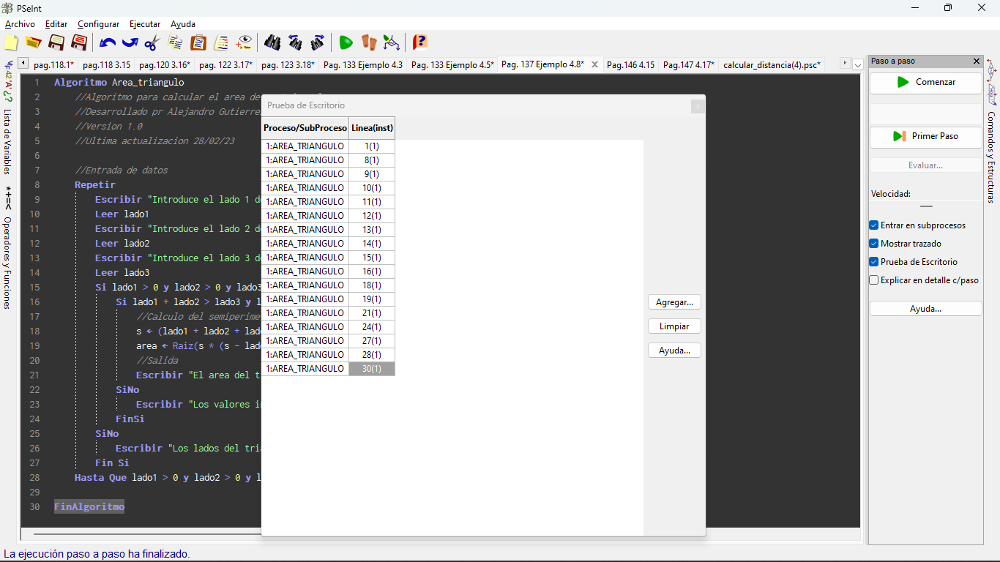 PSeInt
Archivo Editar Configurar Ejecutar Ayuda
pag.118.1* pag.118 3.15 pag.120 3.16* pag. 122 3.17* pag. 123 3.18* Pag. 133 Ejemplo 4.3 Pag. 133 Ejemplo 4.5* Pag. 137 Ejemplo 4.8* Pag.146 4.15 Pag.147 4.17* calcular_distancia(4).psc*
Lista de Variables
Operadores y Funciones
1 Algoritmo Area_triangulo
2 //Algoritmo para calcular el area de
3 //Desarrollado pr Alejandro Gutierre
4 //Version 1.0
5 //Ultima actualizacion 28/02/23
6
7 //Entrada de datos
8 Repetir
9 Escribir "Introduce el lado 1 d
10 Leer lado1
11 Escribir "Introduce el lado 2 d
12 Leer lado2
13 Escribir "Introduce el lado 3 d
14 Leer lado3
15 Si lado1 > 0 y lado2 > 0 y lado3
16 Si lado1 + lado2 > lado3 y l
17 //Calculo del semiperime
18 s ← (lado1 + lado2 + lad
19 area ← Raiz(s * (s - lad
20 //Salida
21 Escribir "El area del t
22 SiNo
23 Escribir "Los valores i
24 FinSi
25 SiNo
26 Escribir "Los lados del tri
27 Fin Si
28 Hasta Que lado1 > 0 y lado2 > 0 y l
29
30 FinAlgoritmo
Prueba de Escritorio
Proceso/SubProceso Linea(inst)
1:AREA_TRIANGULO 1(1)
1:AREA_TRIANGULO 8(1)
1:AREA_TRIANGULO 9(1)
1:AREA_TRIANGULO 10(1)
1:AREA_TRIANGULO 11(1)
1:AREA_TRIANGULO 12(1)
1:AREA_TRIANGULO 13(1)
1:AREA_TRIANGULO 14(1)
1:AREA_TRIANGULO 15(1)
1:AREA_TRIANGULO 16(1)
1:AREA_TRIANGULO 18(1)
1:AREA_TRIANGULO 19(1)
1:AREA_TRIANGULO 21(1)
1:AREA_TRIANGULO 24(1)
1:AREA_TRIANGULO 27(1)
1:AREA_TRIANGULO 28(1)
1:AREA_TRIANGULO 30(1)
Agregar...
Limpiar
Ayuda...
Paso a paso
Comenzar
Primer Paso
Evaluar...
Velocidad:
Entrar en subprocesos
Mostrar trazado
Prueba de Escritorio
Explicar en detalle c/paso
Ayuda...
Comandos y Estructuras
La ejecución paso a paso ha finalizado.